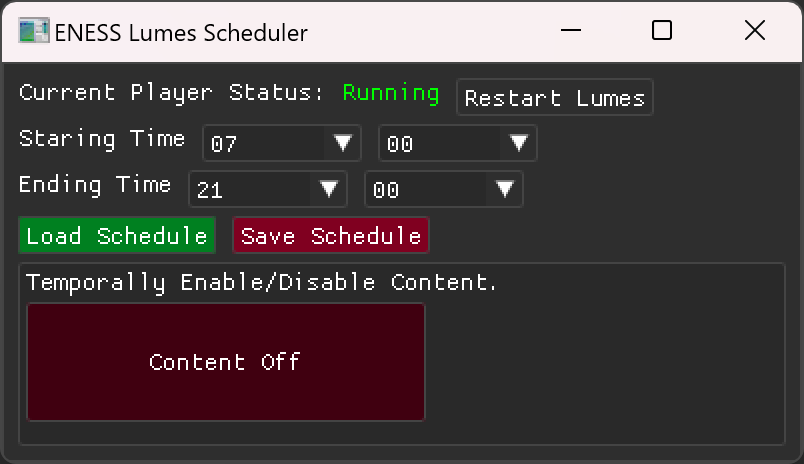 ENESS Lumes Scheduler
Current Player Status: Running Restart Lumes
Staring Time 07 00
Ending Time 21 00
Load Schedule Save Schedule
Temporally Enable/Disable Content.
Content Off